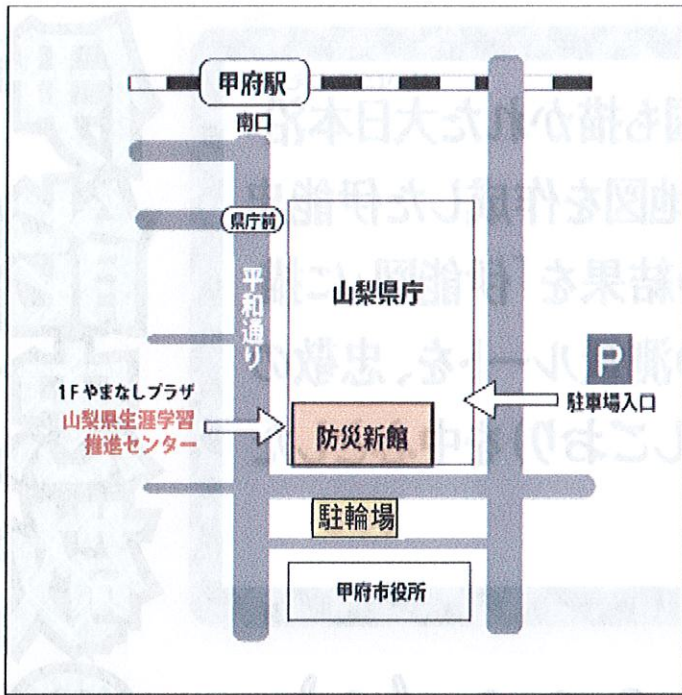 甲府駅
南口
県庁前
平和通り
山梨県庁
P
駐車場入口
1F やまなしプラザ
山梨県生涯学習
推進センター
防災新館
駐輪場
甲府市役所